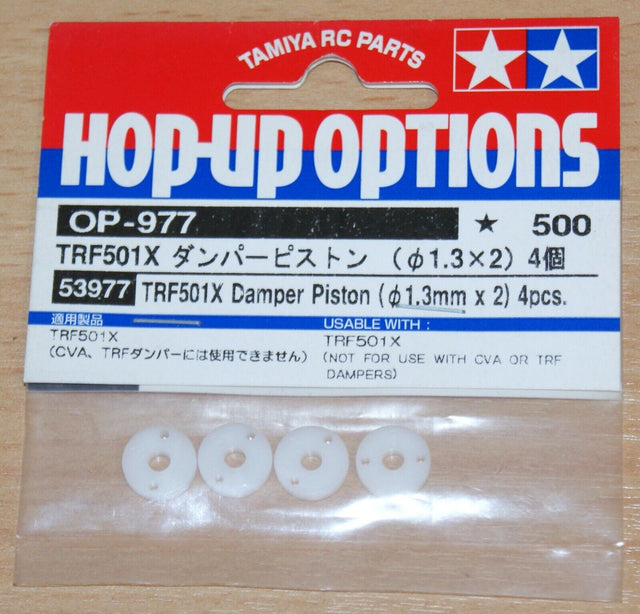 TAMIYA RC PARTS
HOP-UP OPTIONS
OP-977 ★ 500
TRF501X ダンパーピストン (φ1.3×2) 4個
53977 TRF501X Damper Piston (φ1.3mm x 2) 4pcs.
適用製品
TRF501X
(CVA、TRFダンパーには使用できません)
USABLE WITH :
TRF501X
(NOT FOR USE WITH CVA OR TRF
DAMPERS)